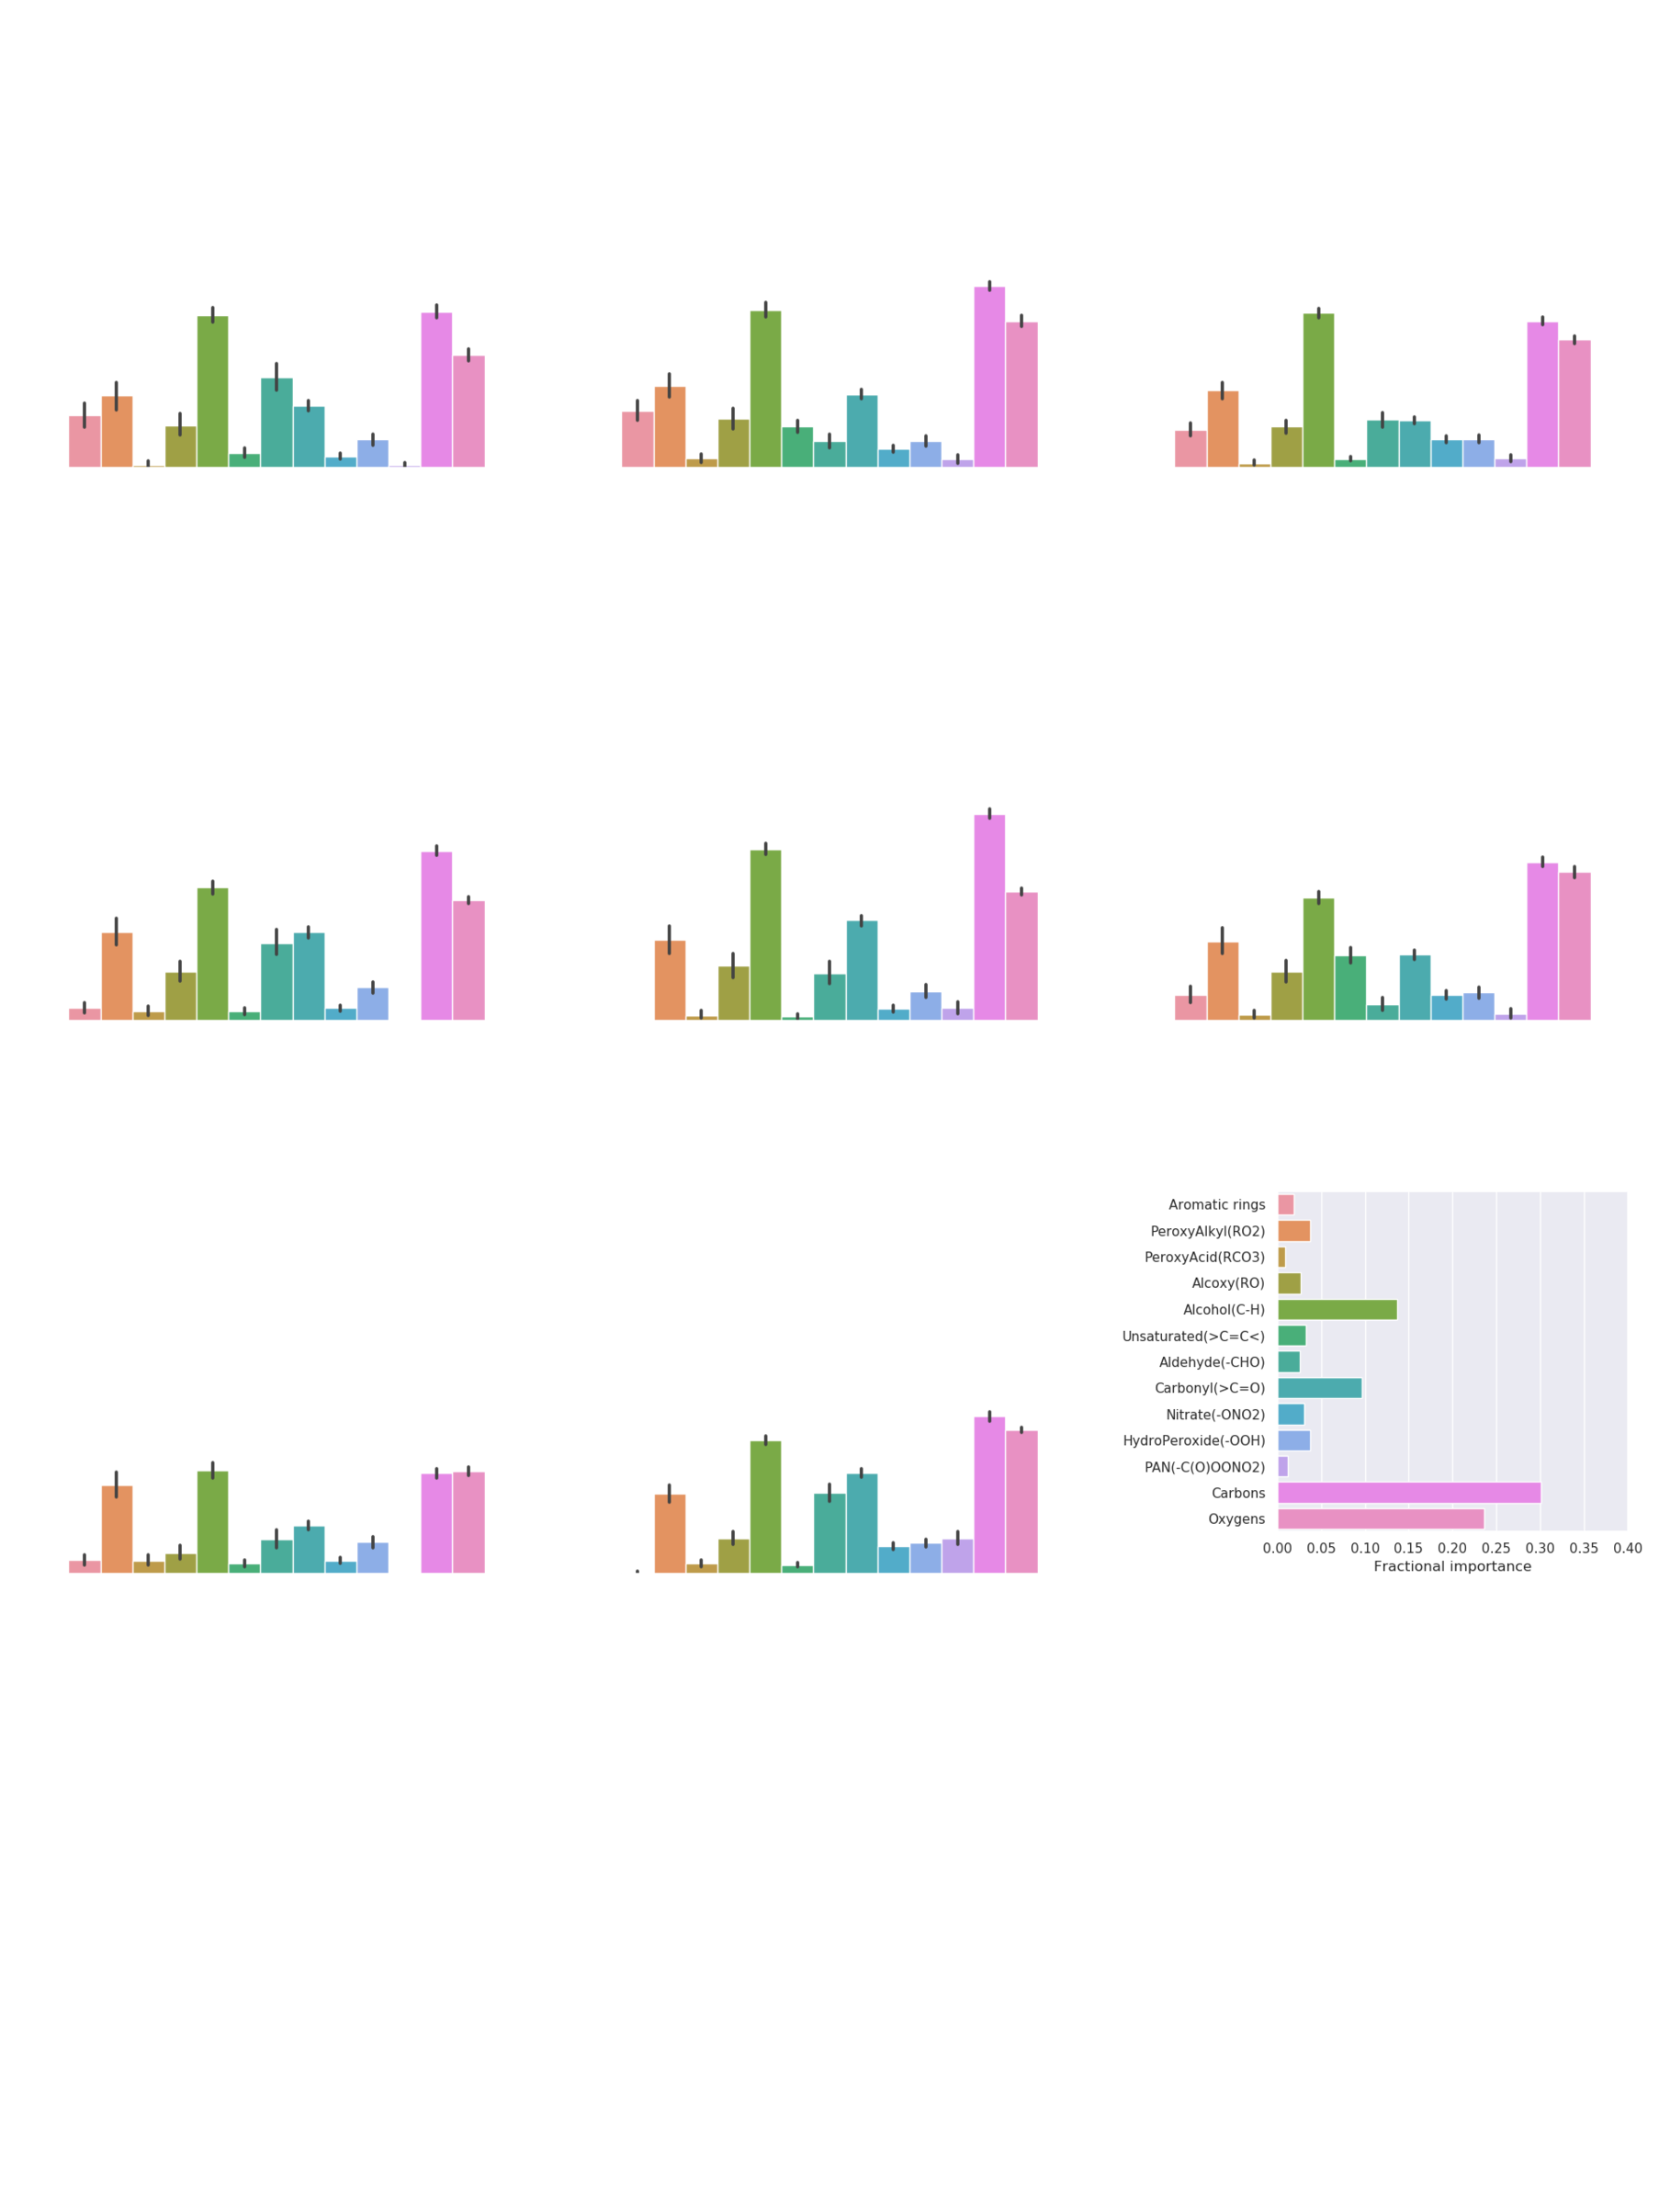 Aromatic rings
PeroxyAlkyl(RO2)
PeroxyAcid(RCO3)
Alcoxy(RO)
Alcohol(C-H)
Unsaturated(>C=C<)
Aldehyde(-CHO)
Carbonyl(>C=O)
Nitrate(-ONO2)
HydroPeroxide(-OOH)
PAN(-C(O)OONO2)
Carbons
Oxygens
0.00 0.05 0.10 0.15 0.20 0.25 0.30 0.35 0.40
Fractional importance